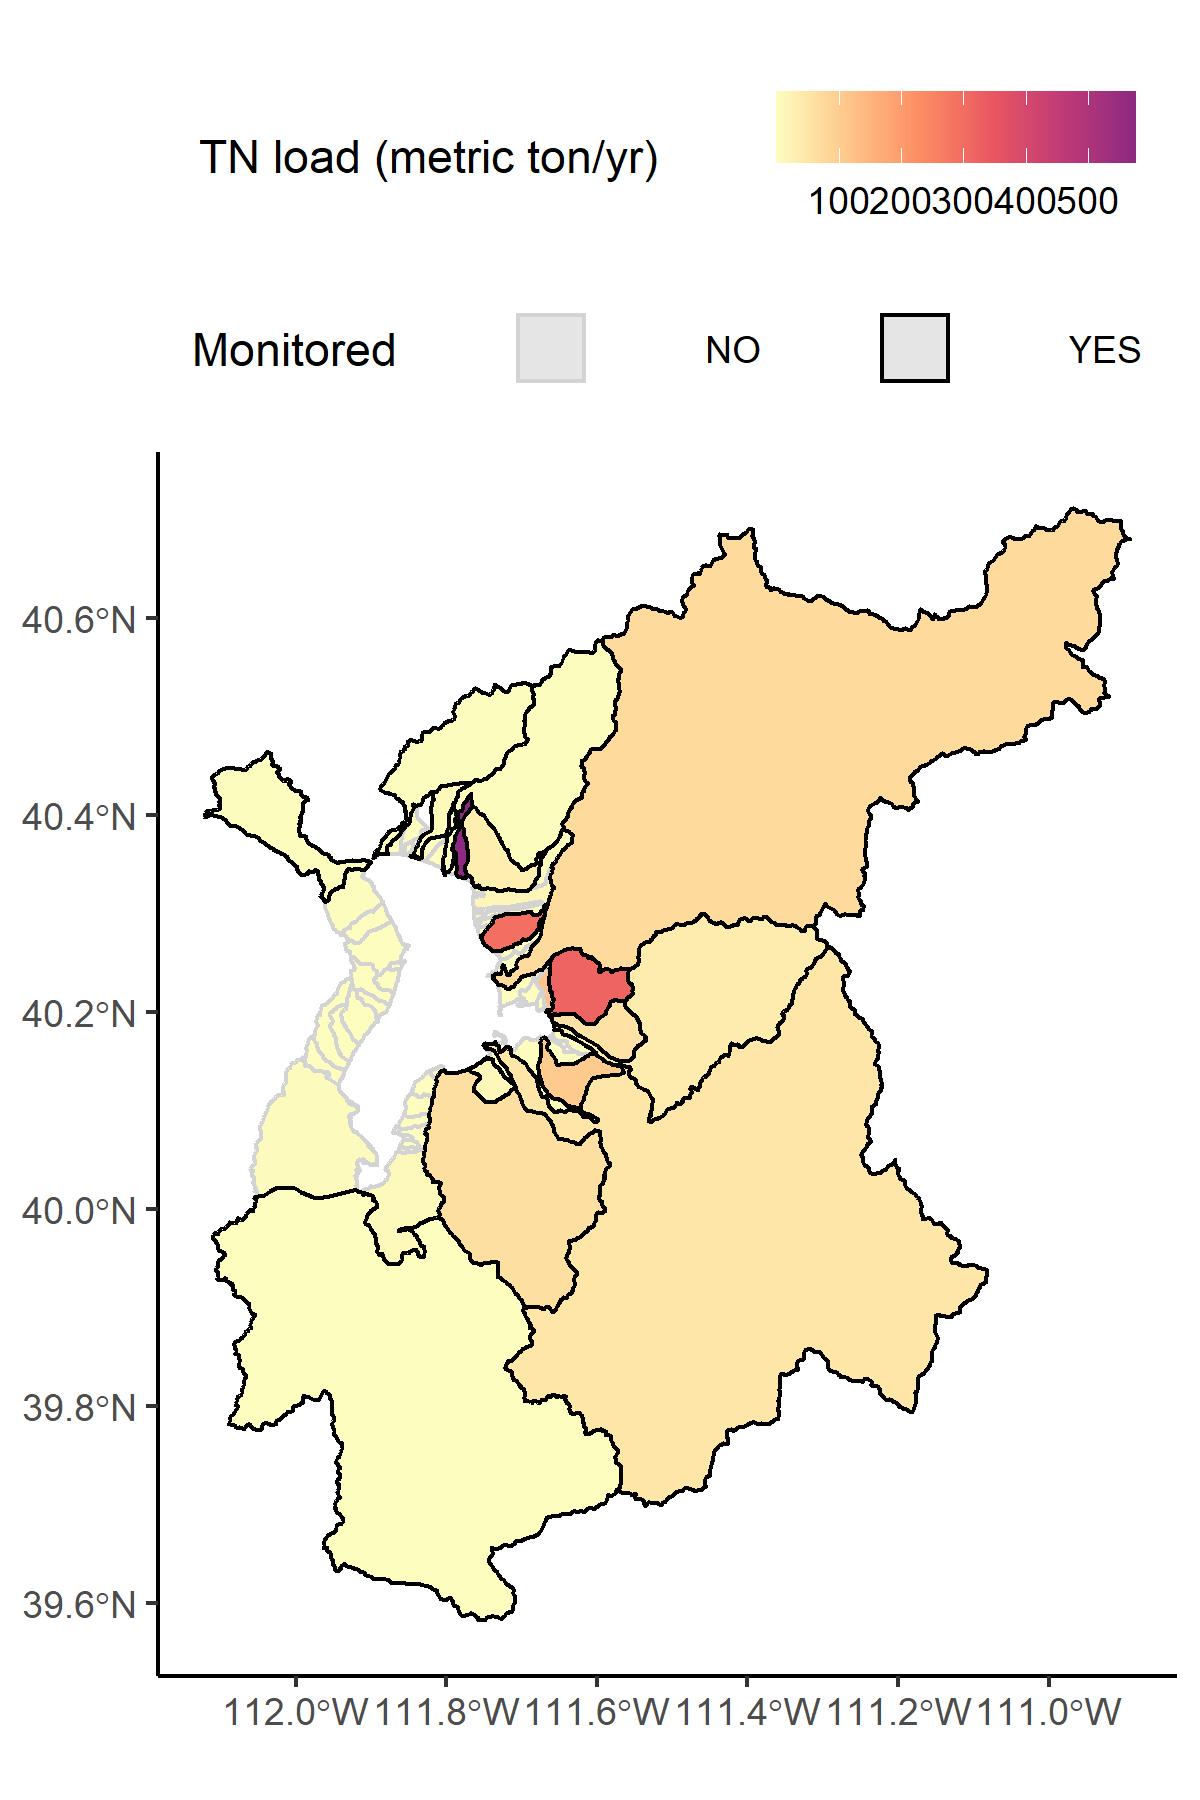 TN load (metric ton/yr)
100200300400500
Monitored NO YES
40.6°N
40.4°N
40.2°N
40.0°N
39.8°N
39.6°N
112.0°W 111.8°W 111.6°W 111.4°W 111.2°W 111.0°W